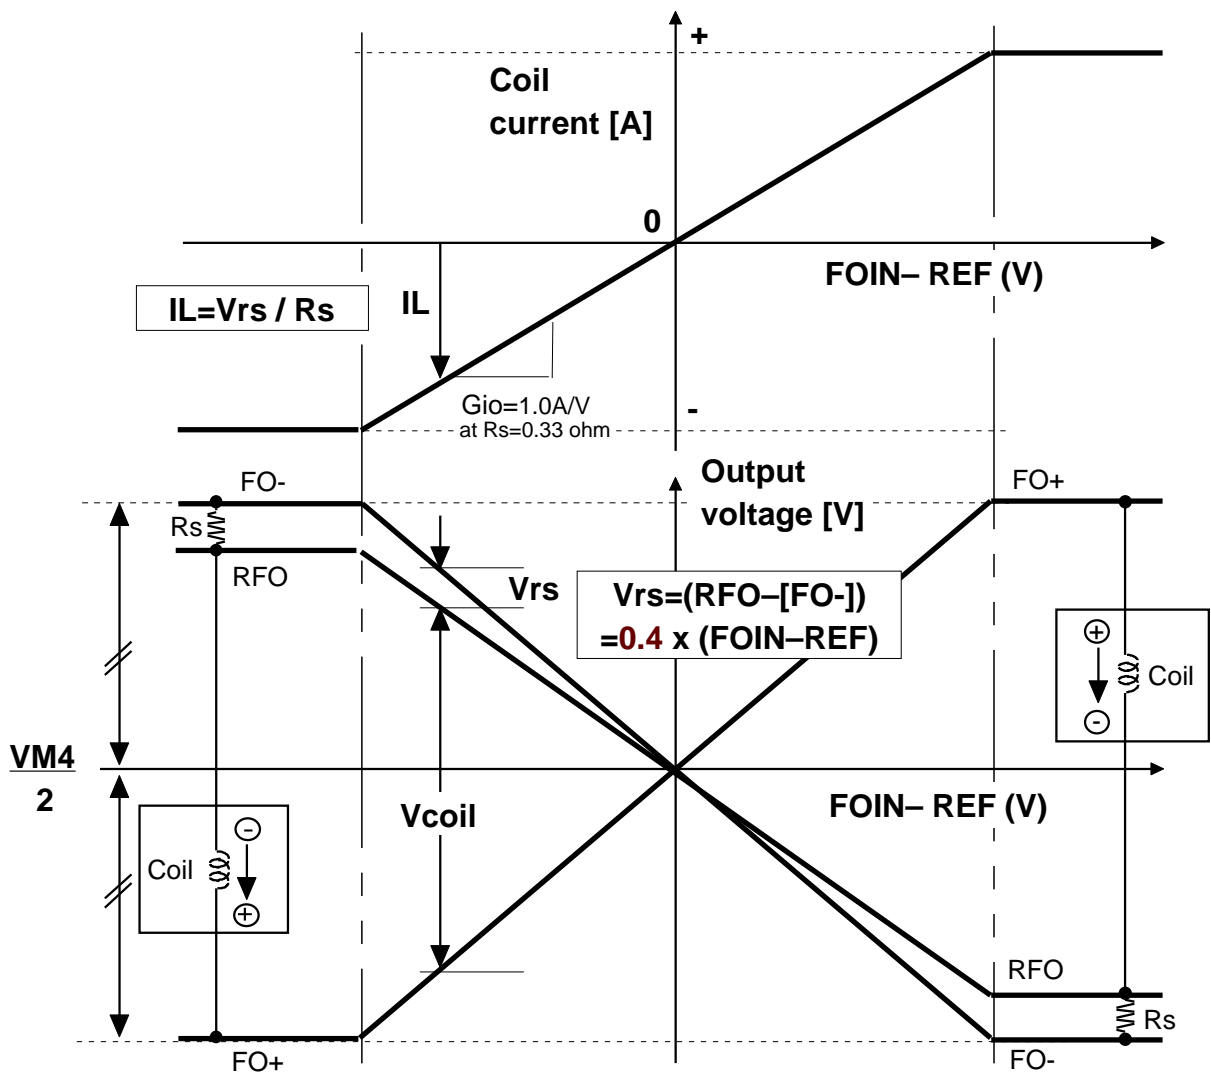 +
Coil
current [A]
0
FOIN– REF (V)
IL=Vrs / Rs
IL
Gio=1.0A/V
at Rs=0.33 ohm
-
Output
voltage [V]
FO-
FO+
Rs
RFO
Vrs
Vrs=(RFO–[FO-])
=0.4 x (FOIN–REF)
+
Coil
-
VM4
2
FOIN– REF (V)
Vcoil
-
Coil
+
RFO
Rs
FO+
FO-